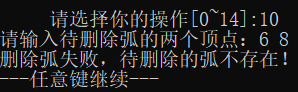 请选择你的操作[0~14]:10
请输入待删除弧的两个顶点：6 8
删除弧失败，待删除的弧不存在！
---任意键继续---